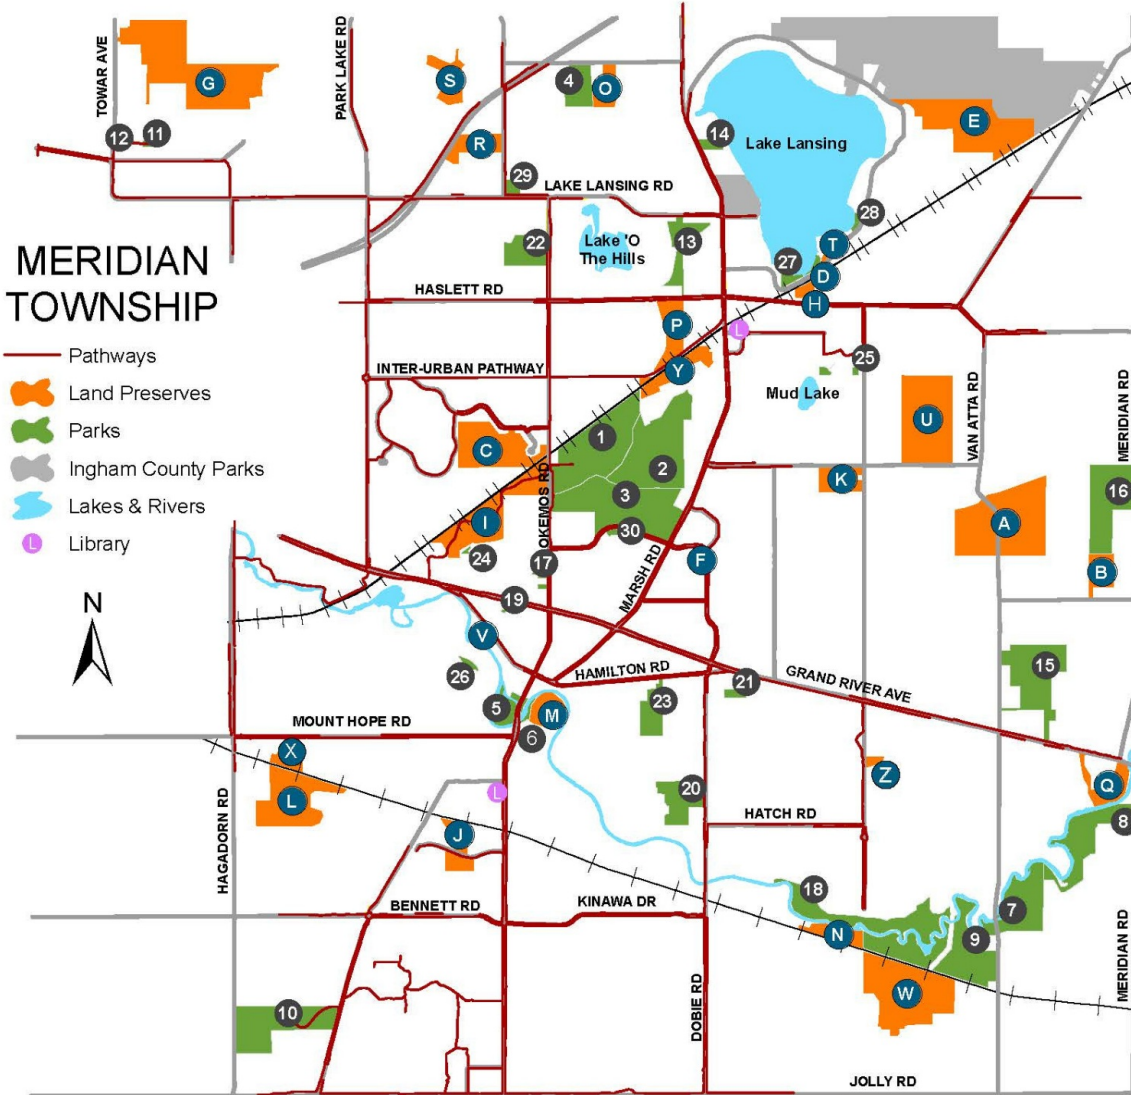 TOWAR AVE
PARK LAKE RD
G
S
4
O
E
12
11
R
14
Lake Lansing
29
LAKE LANSING RD
28
MERIDIAN
TOWNSHIP
22
Lake 'O
The Hills
13
T
27
D
HASLETT RD
H
P
L
Pathways
INTER-URBAN PATHWAY
Y
25
Land Preserves
Mud Lake
Parks
1
C
U
VAN ATTA RD
MERIDIAN RD
Ingham County Parks
2
K
Lakes & Rivers
3
16
OKEMOS RD
I
A
L
Library
30
24
17
F
B
MARSH RD
N
19
V
26
HAMILTON RD
15
GRAND RIVER AVE
21
5
M
23
MOUNT HOPE RD
6
X
Z
Q
L
L
20
HAGADORN RD
J
HATCH RD
8
18
BENNETT RD
KINAWA DR
7
N
9
W
10
DOBIE RD
MERIDIAN RD
JOLLY RD